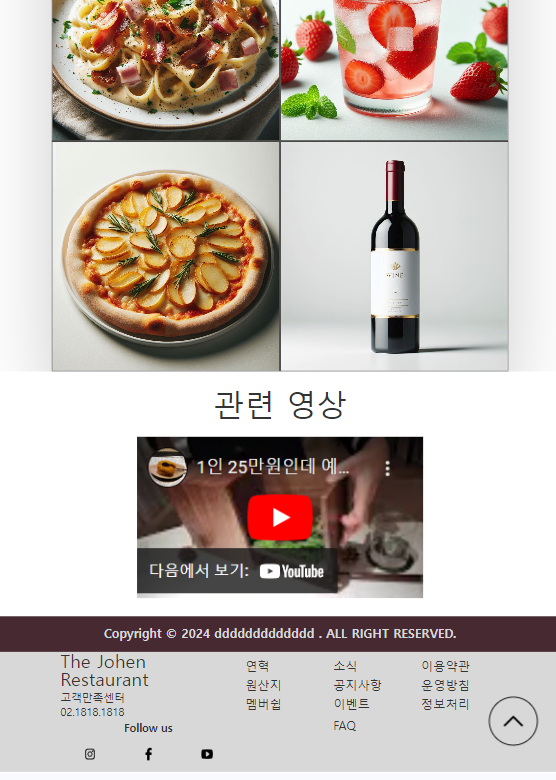 WINE
관련 영상
1인 25만원인데 예...
다음에서 보기: YouTube
Copyright © 2024 dddddddddddddd . ALL RIGHT RESERVED.
The Johen
Restaurant
고객만족센터
02.1818.1818
Follow us
연혁
원산지
멤버쉽
소식
공지사항
이벤트
FAQ
이용약관
운영방침
정보처리